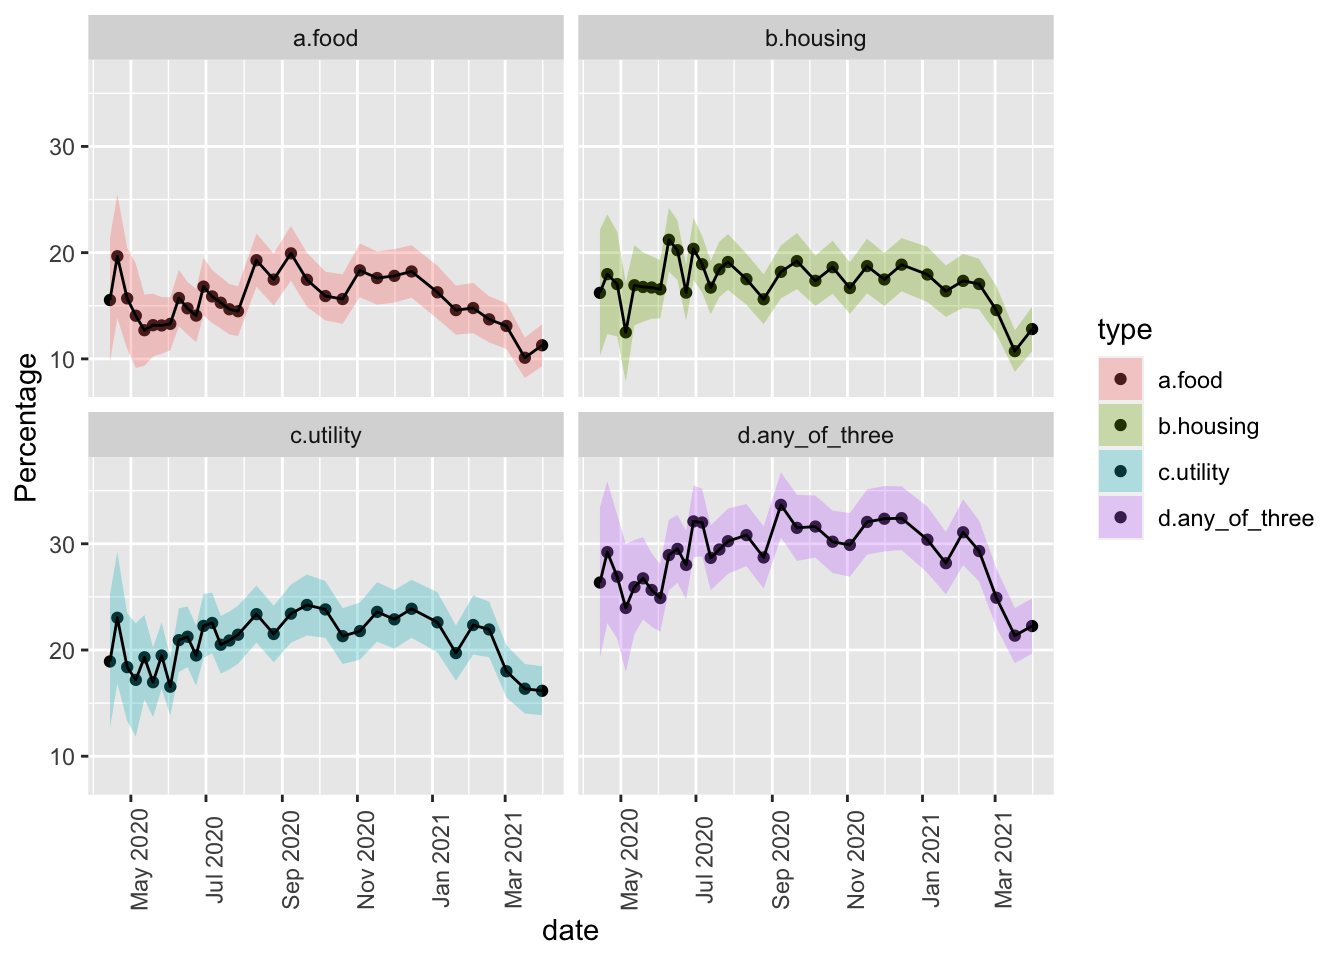 a.food
b.housing
30
20
10
c.utility
d.any_of_three
30
20
10
Percentage
May 2020
Jul 2020
Sep 2020
Nov 2020
Jan 2021
Mar 2021
May 2020
Jul 2020
Sep 2020
Nov 2020
Jan 2021
Mar 2021
date
type
a.food
b.housing
c.utility
d.any_of_three